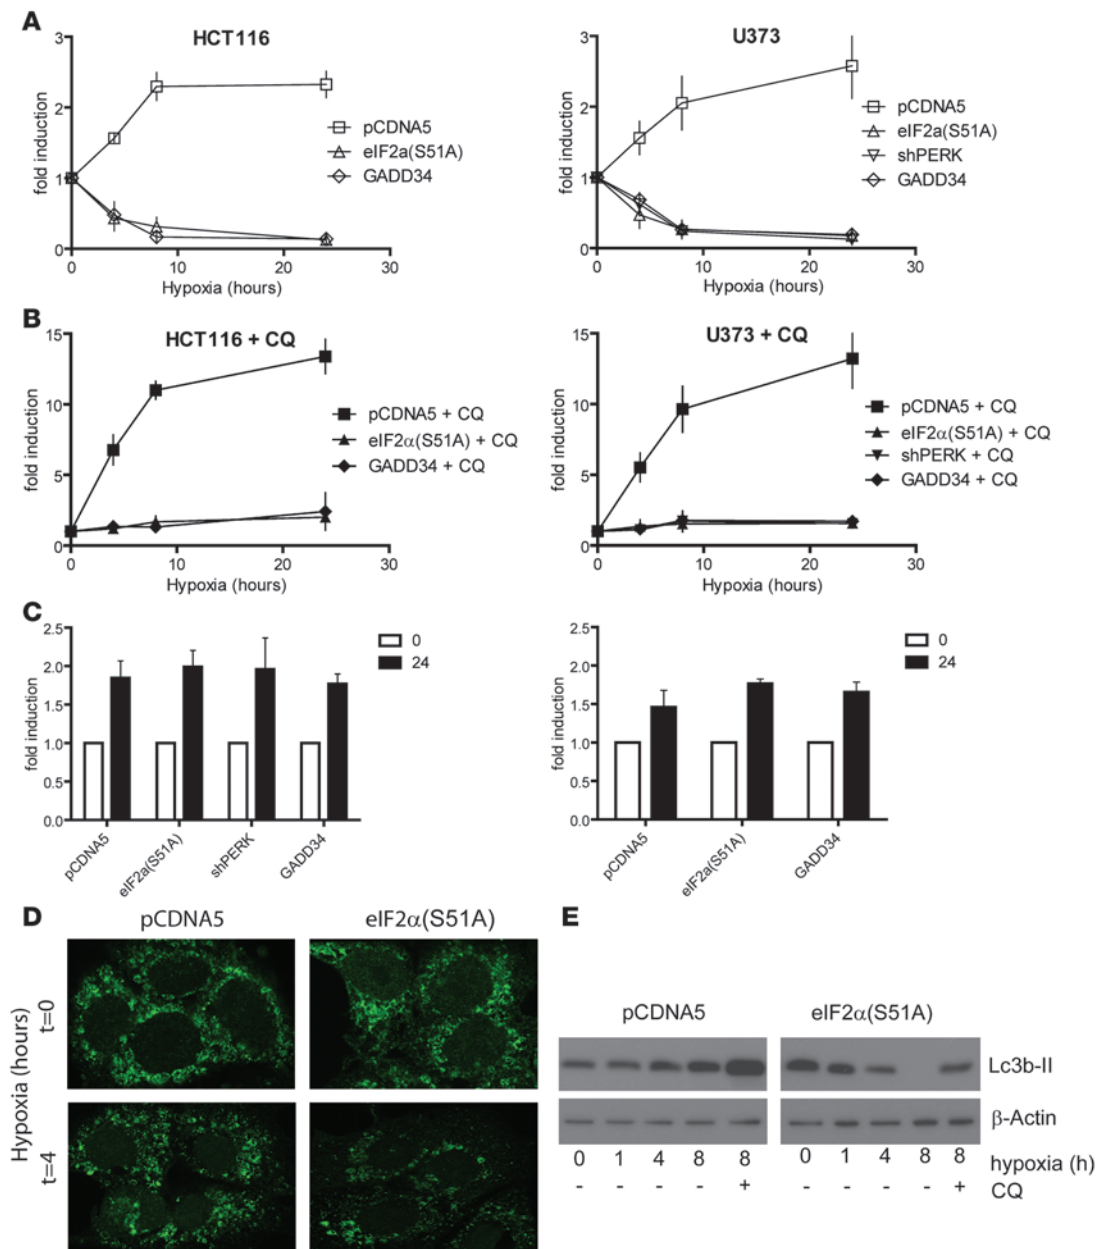 A
HCT116
3
2
1
0
fold induction
0
10
20
30
Hypoxia (hours)
pCDNA5
eIF2a(S51A)
GADD34
U373
3
2
1
0
fold induction
0
10
20
30
Hypoxia (hours)
pCDNA5
eIF2a(S51A)
shPERK
GADD34
B
HCT116 + CQ
15
10
5
0
fold induction
0
10
20
30
Hypoxia (hours)
pCDNA5 + CQ
eIF2α(S51A) + CQ
GADD34 + CQ
U373 + CQ
15
10
5
0
fold induction
0
10
20
30
Hypoxia (hours)
pCDNA5 + CQ
eIF2α(S51A) + CQ
shPERK + CQ
GADD34 + CQ
C
2.5
2.0
1.5
1.0
0.5
0.0
fold induction
0
24
pCDNA5
eIF2a(S51A)
shPERK
GADD34
2.5
2.0
1.5
1.0
0.5
0.0
fold induction
0
24
pCDNA5
eIF2a(S51A)
GADD34
D
pCDNA5
eIF2α(S51A)
Hypoxia (hours)
t=0
t=4
E
pCDNA5
eIF2α(S51A)
Lc3b-II
β-Actin
0 1 4 8 8 0 1 4 8 8 hypoxia (h)
- - - - + - - - - + CQ